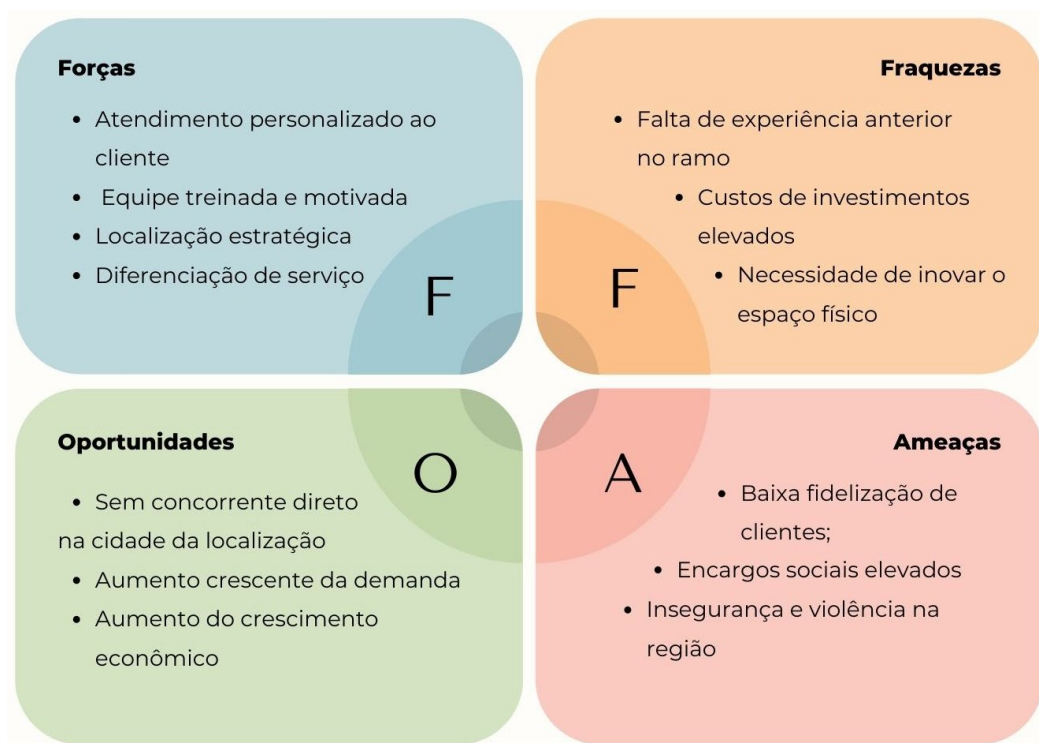 Forças
• Atendimento personalizado ao
cliente
• Equipe treinada e motivada
• Localização estratégica
• Diferenciação de serviço
F
Fraquezas
• Falta de experiência anterior
no ramo
• Custos de investimentos
elevados
• Necessidade de inovar o
espaço físico
F
Oportunidades
• Sem concorrente direto
na cidade da localização
• Aumento crescente da demanda
• Aumento do crescimento
econômico
O
Ameaças
• Baixa fidelização de
clientes;
• Encargos sociais elevados
• Insegurança e violência na
região
A